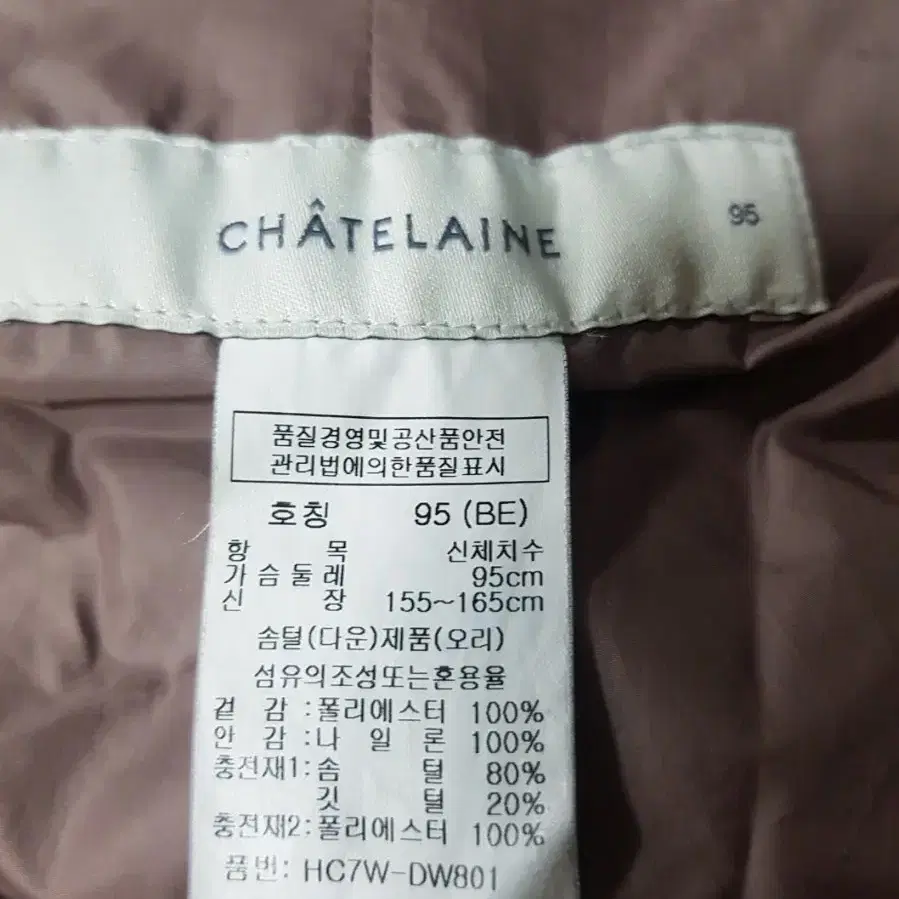 CHÂTELAINE 95
품질경영및공산품안전
관리법에의한품질표시
호칭 95 (BE)
항 목 신체치수
가슴둘레 95cm
신 장 155~165cm
솜털(다운)제품(오리)
섬유의조성또는혼용율
겉 감:폴리에스터 100%
안 감:나 일 론 100%
충전재1:솜 털 80%
깃 털 20%
충전재2:폴리에스터 100%
품번: HC7W-DW801